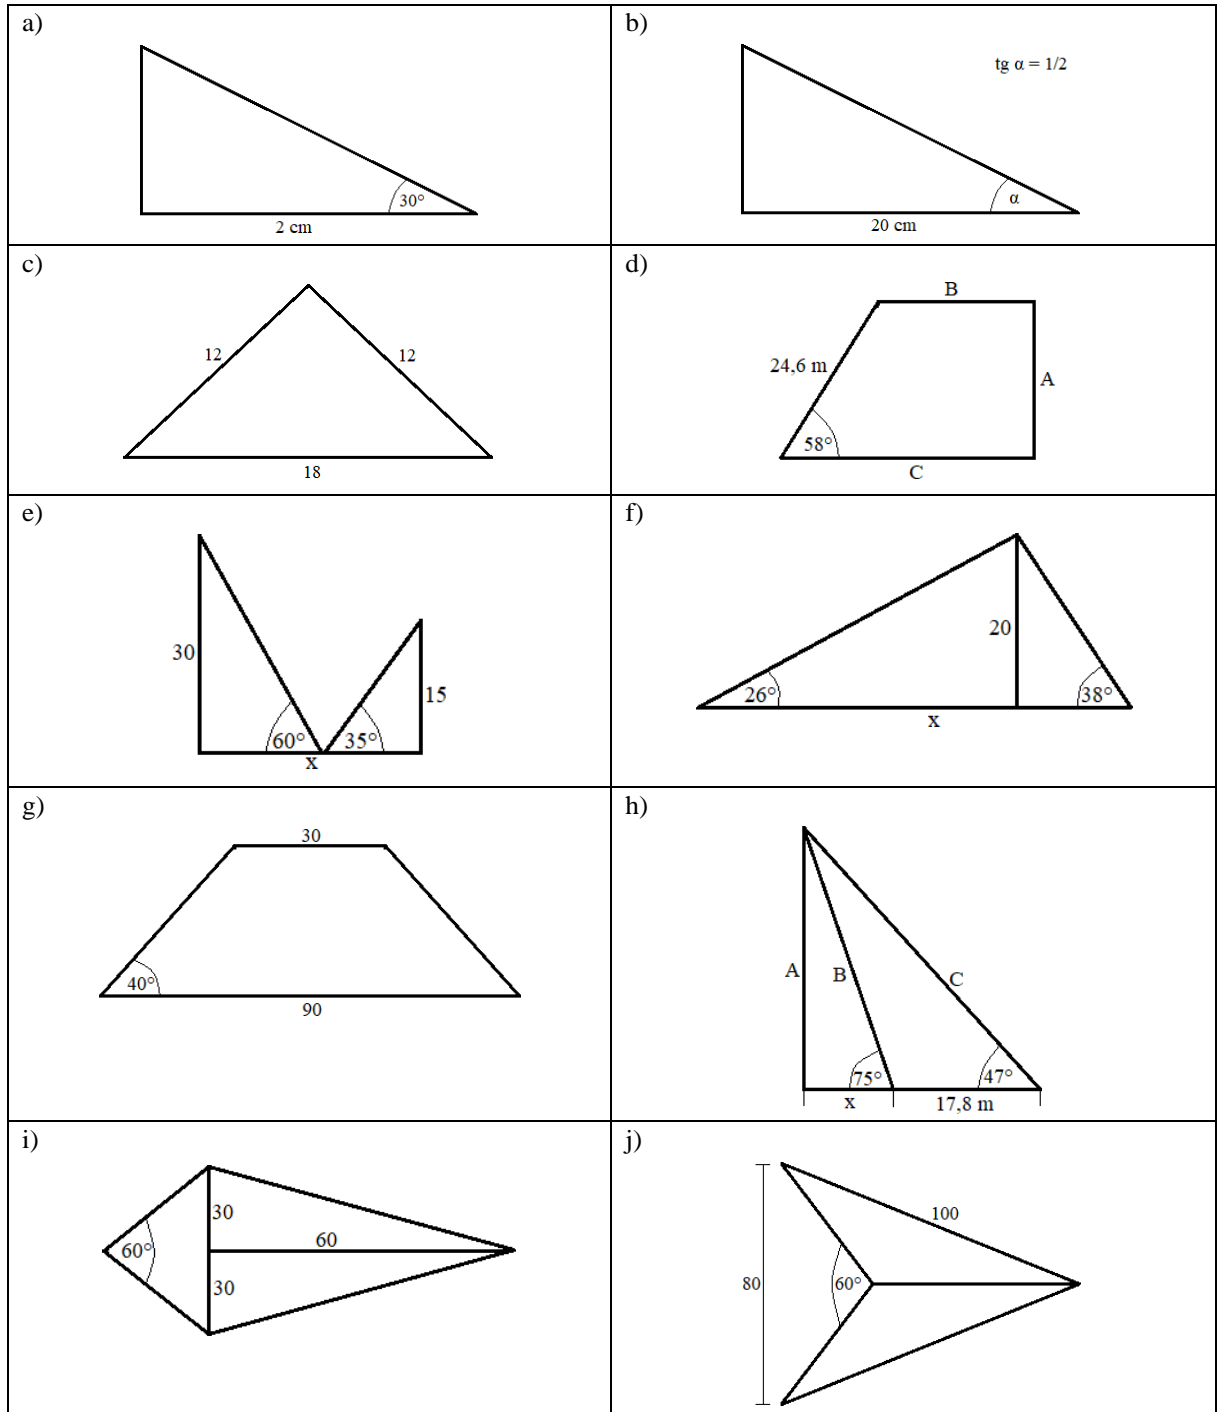 a)
30°
2 cm
b)
tg α = 1/2
α
20 cm
c)
12
12
18
d)
B
24,6 m
A
58°
C
e)
30
15
60°
35°
x
f)
20
26°
38°
x
g)
30
40°
90
h)
A
B
C
75°
47°
x
17,8 m
i)
30
60°
60
30
j)
100
80
60°